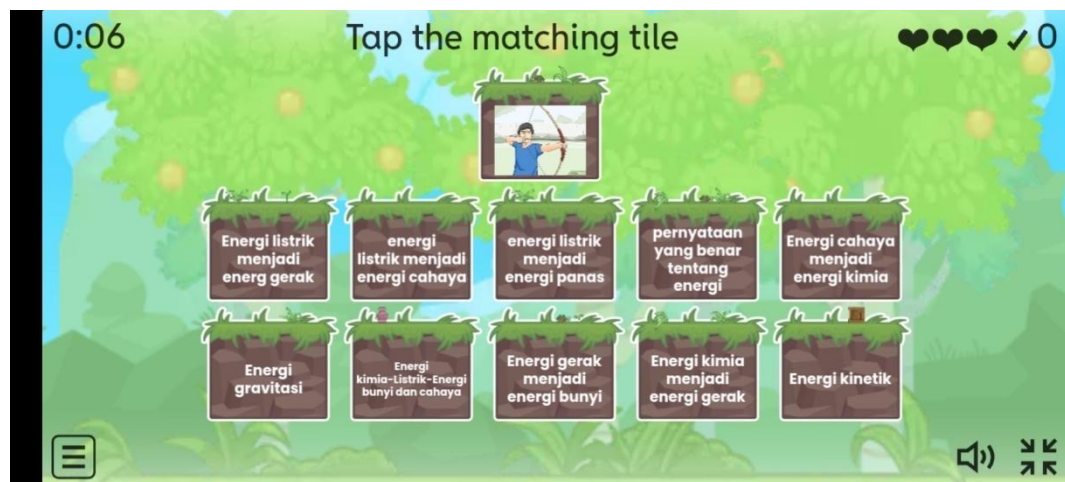 0:06
Tap the matching tile
0
Energi listrik
menjadi
energ gerak
energi
listrik menjadi
energi cahaya
energi listrik
menjadi
energi panas
pernyataan
yang benar
tentang
energi
Energi cahaya
menjadi
energi kimia
Energi
gravitasi
Energi
kimia-Listrik-Energi
bunyi dan cahaya
Energi gerak
menjadi
energi bunyi
Energi kimia
menjadi
energi gerak
Energi kinetik